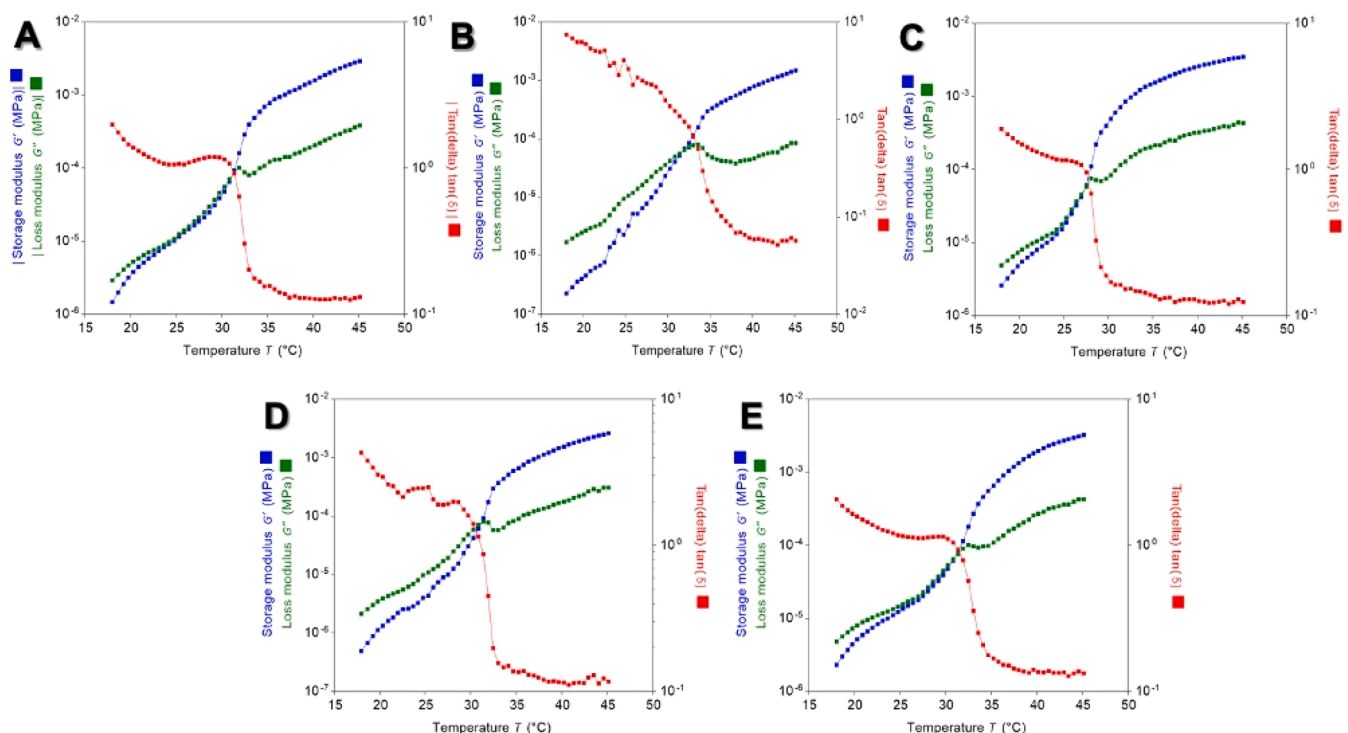 A
| Storage modulus G′ (MPa)|
| Loss modulus G″ (MPa)|
10-2
10-3
10-4
10-5
10-6
15 20 25 30 35 40 45 50
Temperature T (°C)
10^1
10^0
10-1
| Tan(delta) tan(δ) |
B
Storage modulus G′ (MPa)
Loss modulus G″ (MPa)
10-2
10-3
10-4
10-5
10-6
10-7
15 20 25 30 35 40 45 50
Temperature T (°C)
10^1
10^0
10-1
10-2
Tan(delta) tan(δ)
C
Storage modulus G′ (MPa)
Loss modulus G″ (MPa)
10-2
10-3
10-4
10-5
10-6
15 20 25 30 35 40 45 50
Temperature T (°C)
10^1
10^0
10-1
Tan(delta) tan(δ)
D
Storage modulus G′ (MPa)
Loss modulus G″ (MPa)
10-2
10-3
10-4
10-5
10-6
10-7
15 20 25 30 35 40 45 50
Temperature T (°C)
10^1
10^0
10-1
Tan(delta) tan(δ)
E
Storage modulus G′ (MPa)
Loss modulus G″ (MPa)
10-2
10-3
10-4
10-5
10-6
15 20 25 30 35 40 45 50
Temperature T (°C)
10^1
10^0
10-1
Tan(delta) tan(δ)